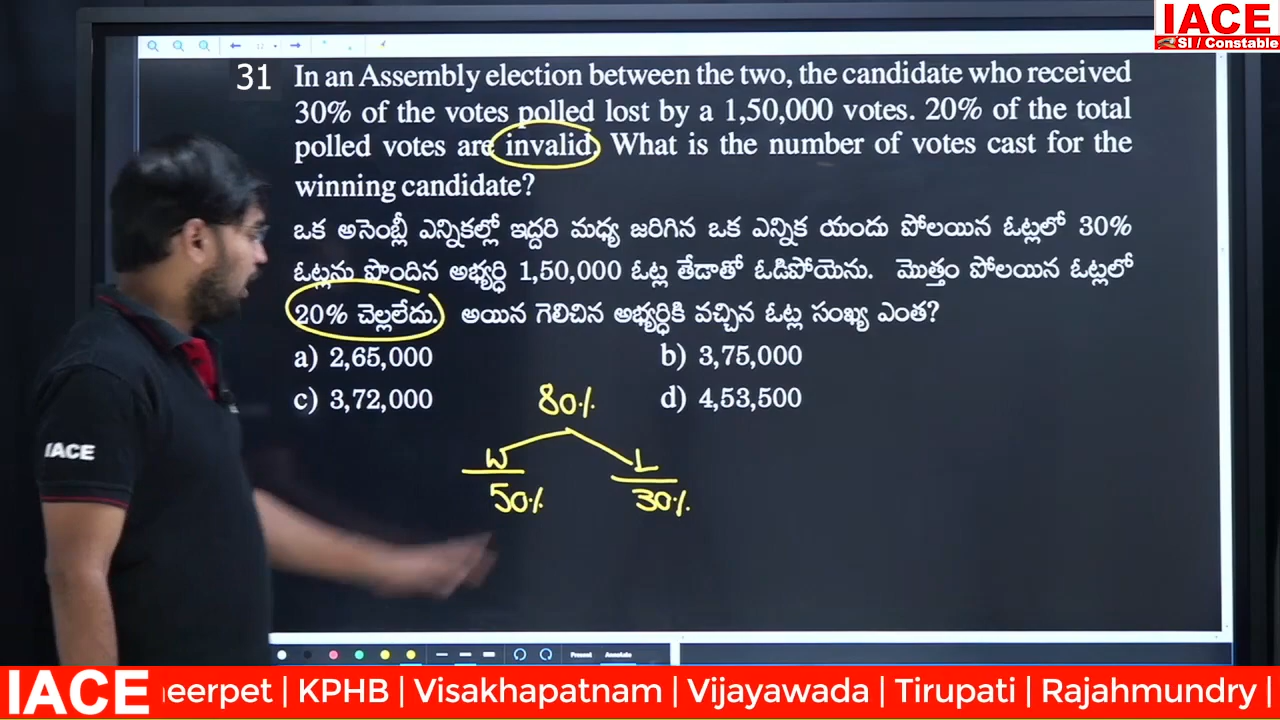 IACE
SI / Constable
31 In an Assembly election between the two, the candidate who received
30% of the votes polled lost by a 1,50,000 votes. 20% of the total
polled votes are invalid. What is the number of votes cast for the
winning candidate?
ఒక అసెంబ్లీ ఎన్నికల్లో ఇద్దరి మధ్య జరిగిన ఒక ఎన్నిక యందు పోలయిన ఓట్లలో 30%
ఓట్లను పొందిన అభ్యర్ధి 1,50,000 ఓట్ల తేడాతో ఓడిపోయెను. మొత్తం పోలయిన ఓట్లలో
20% చెల్లలేదు. అయిన గెలిచిన అభ్యర్ధికి వచ్చిన ఓట్ల సంఖ్య ఎంత?
a) 2,65,000 b) 3,75,000
c) 3,72,000 d) 4,53,500
80%
W L
50% 30%
IACE
Present Annotate
IACE eerpet | KPHB | Visakhapatnam | Vijayawada | Tirupati | Rajahmundry |